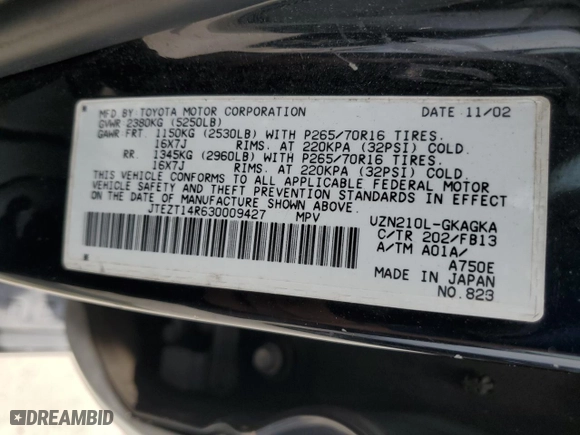 MFD BY TOYOTA MOTOR CORPORATION DATE 11/02
GVWR 2380KG (5250LB)
GAWR FRT. 1150KG (2530LB) WITH P265/70R16 TIRES.
16X7J RIMS. AT 220KPA (32PSI) COLD.
RR. 1345KG (2960LB) WITH P265/70R16 TIRES.
16X7J RIMS. AT 220KPA (32PSI) COLD.
THIS VEHICLE CONFORMS TO ALL APPLICABLE FEDERAL MOTOR
VEHICLE SAFETY AND THEFT PREVENTION STANDARDS IN EFFECT
ON THE DATE OF MANUFACTURE SHOWN ABOVE.
JTEZT14R630009427 MPV
UZN210L-GKAGKA
C/TR 202/FB13
A/TM A01A/
A750E
MADE IN JAPAN
NO.823
DREAMBID